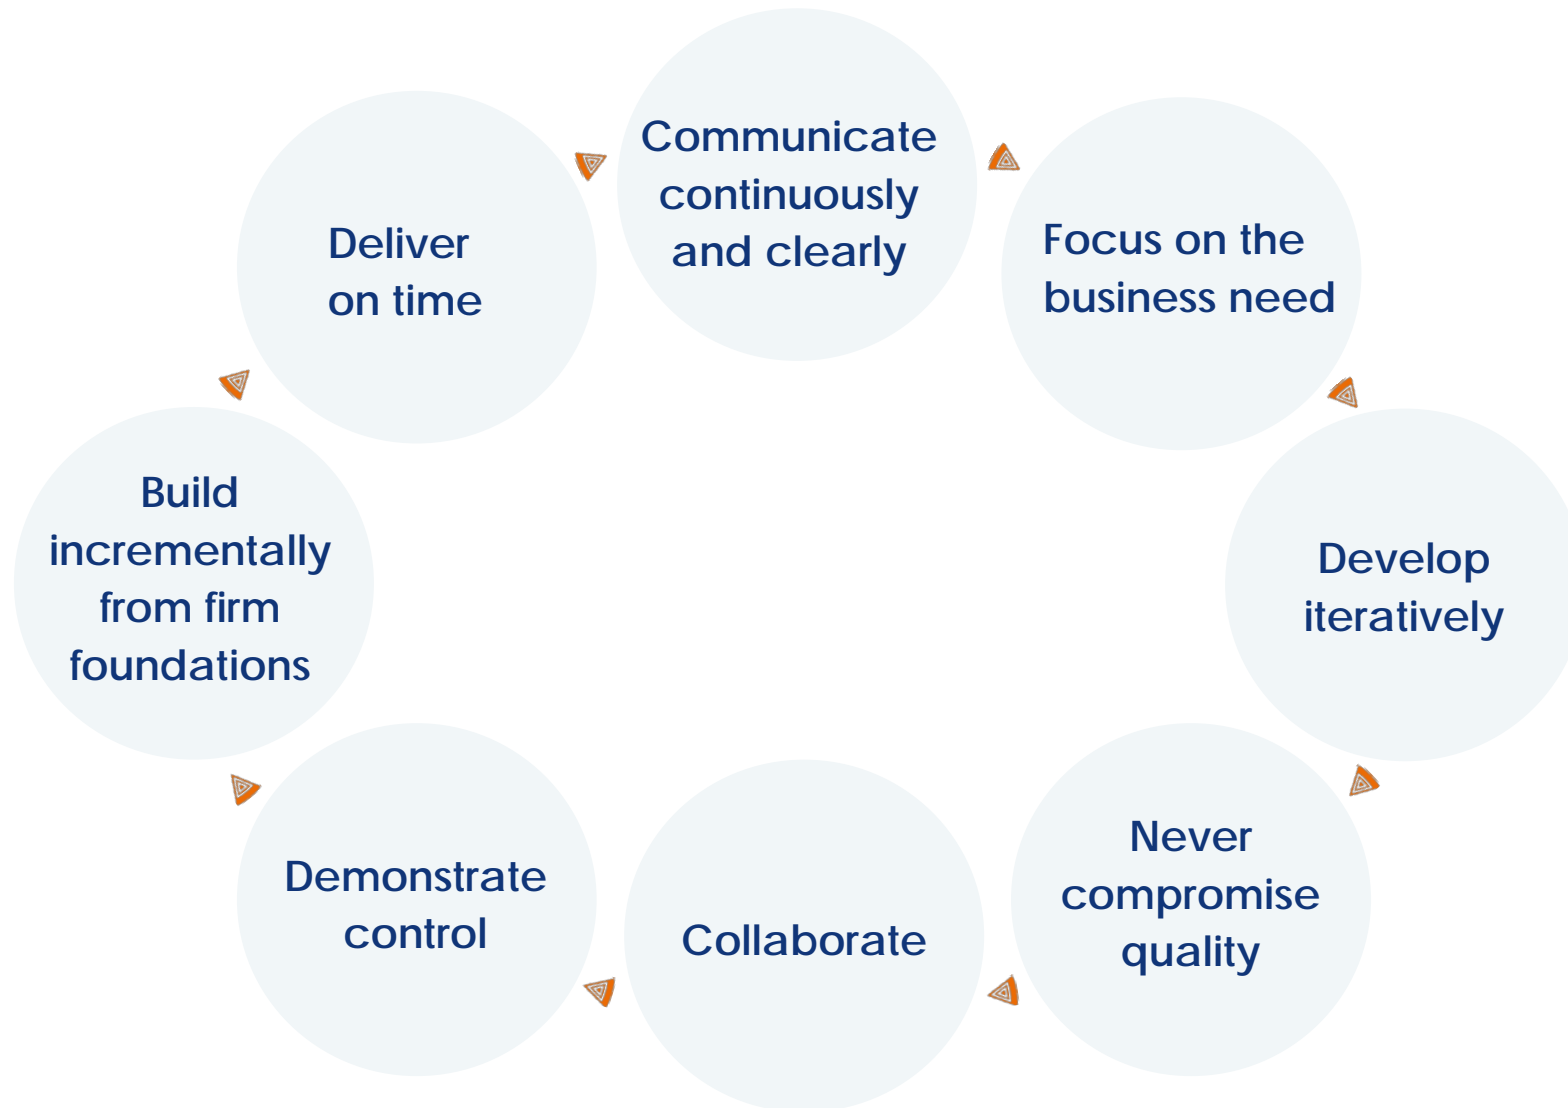 Communicate
continuously
and clearly
Focus on the
business need
Develop
iteratively
Never
compromise
quality
Collaborate
Demonstrate
control
Build
incrementally
from firm
foundations
Deliver
on time